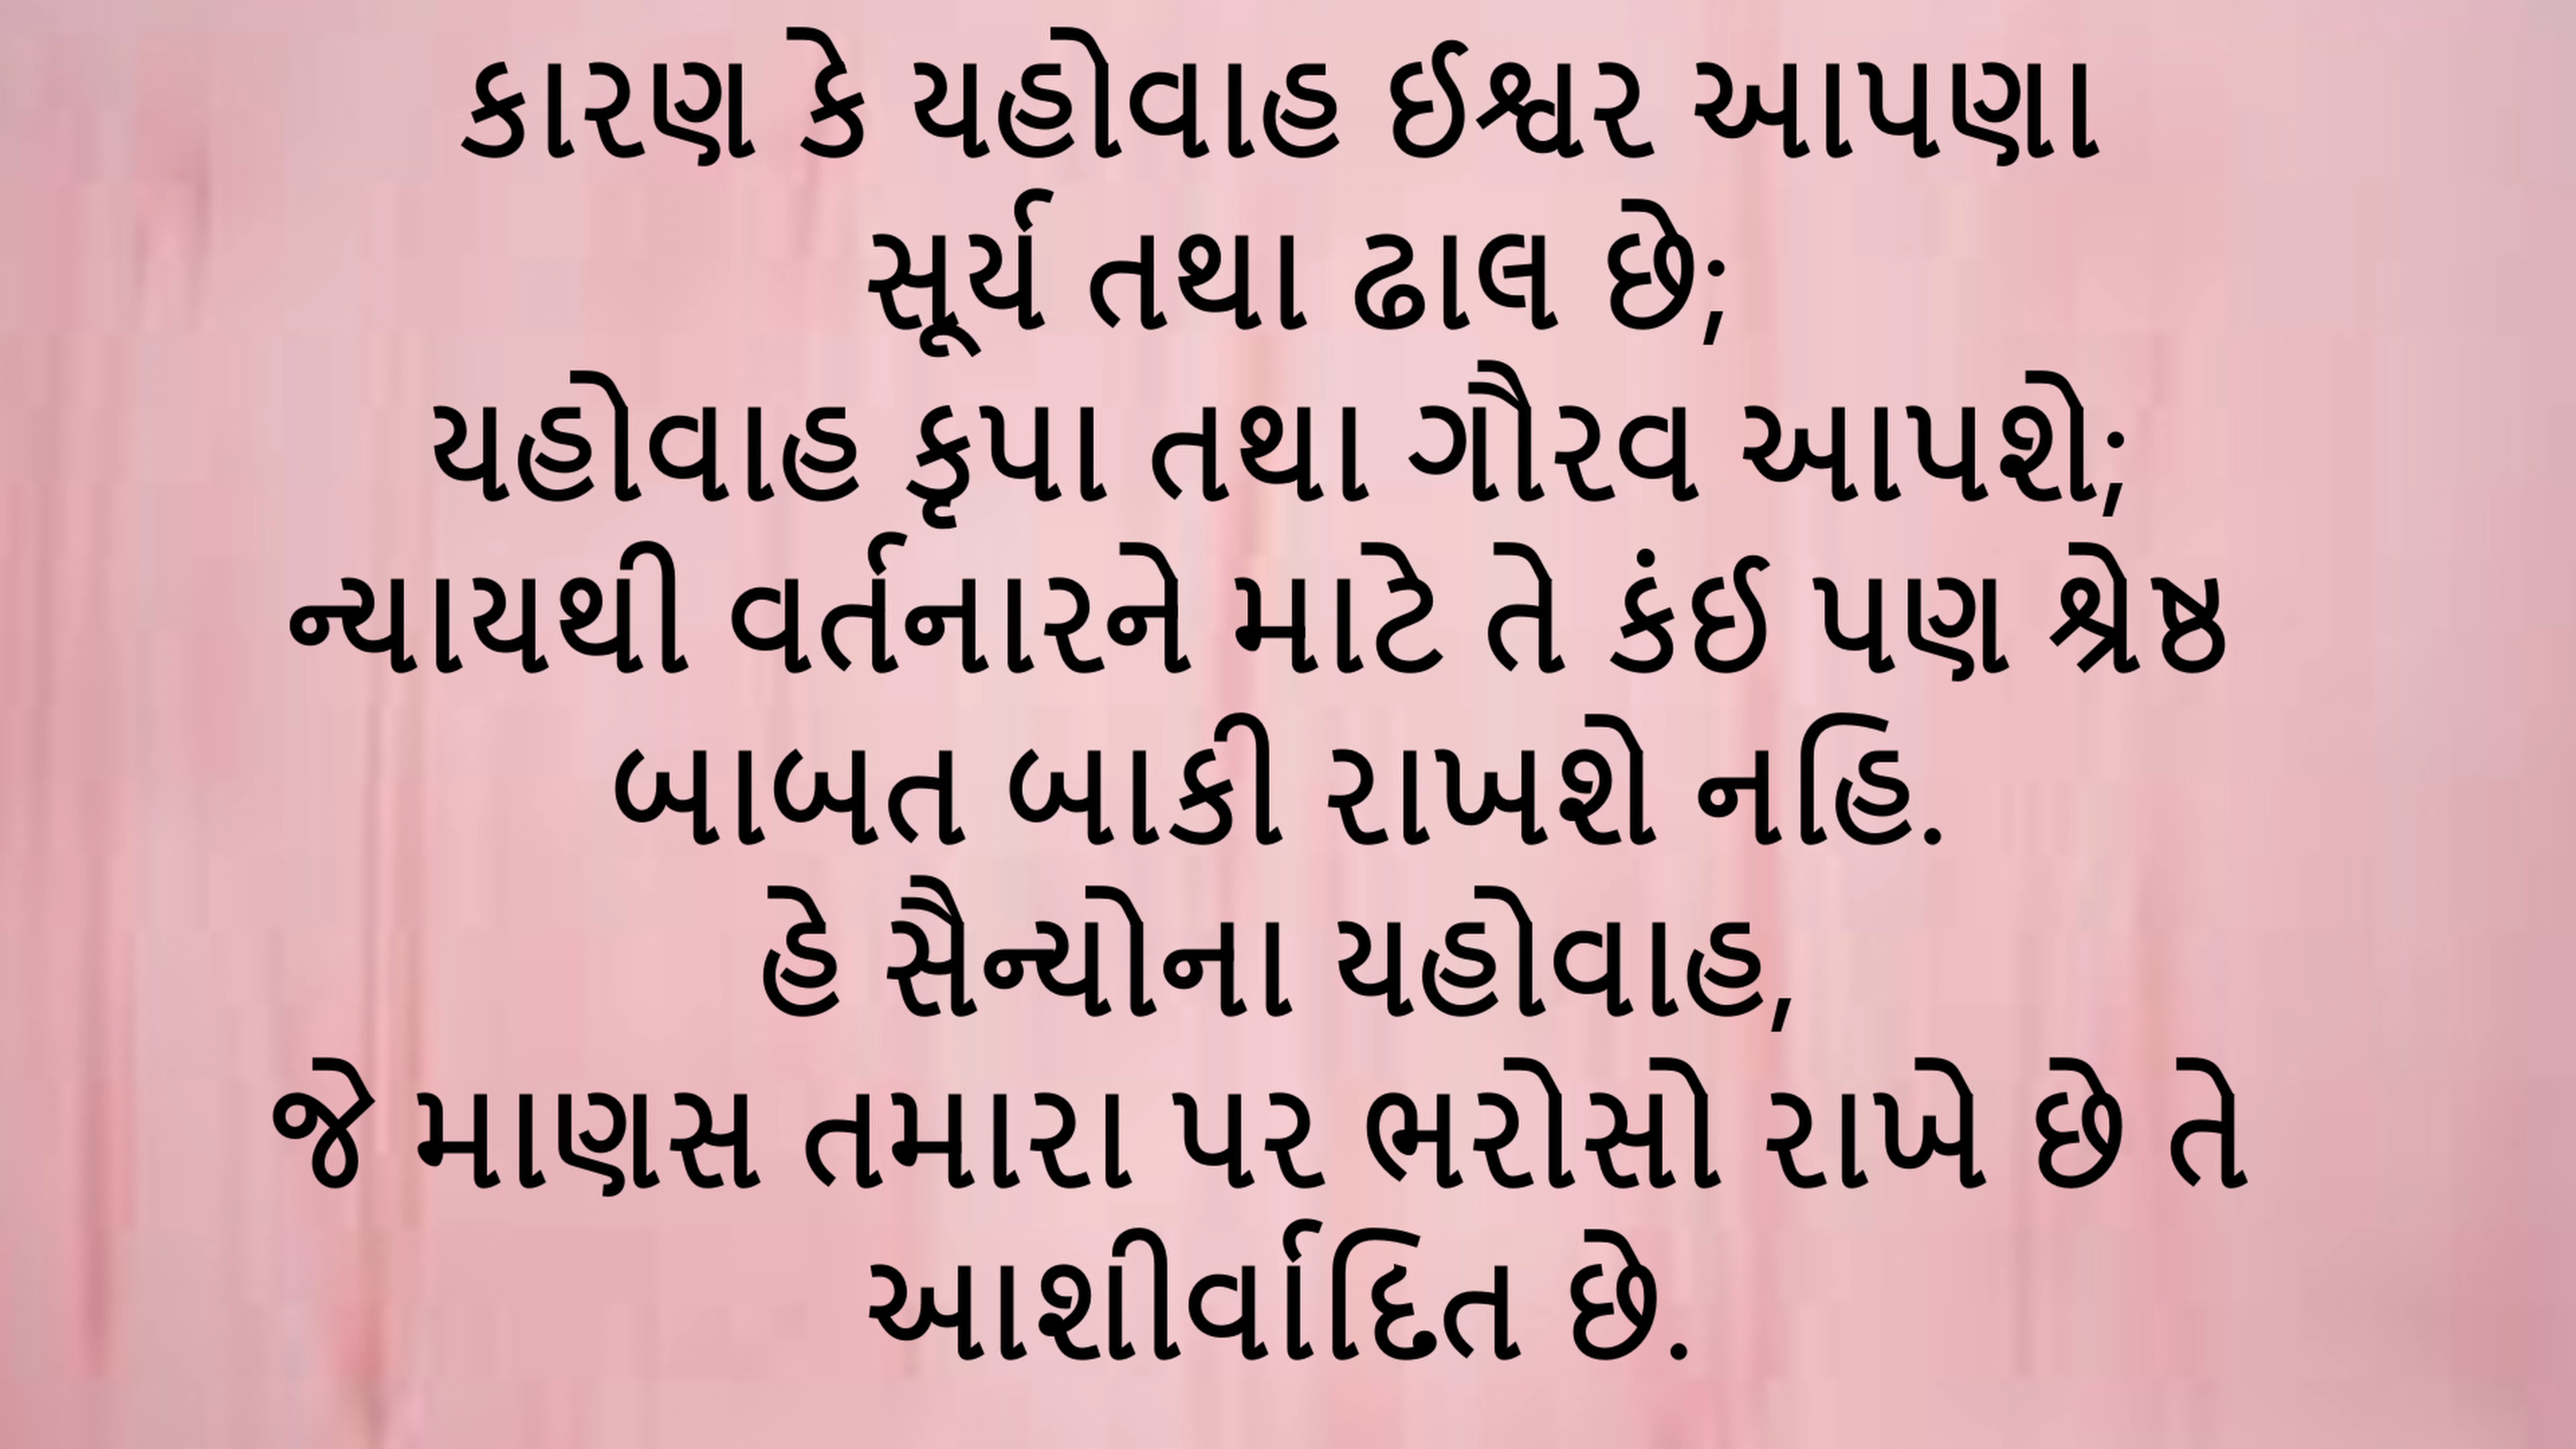 કારણ કે યહોવાહ ઈશ્વર આપણા
સૂર્ય તથા ઢાલ છે;
યહોવાહ કૃપા તથા ગૌરવ આપશે;
ન્યાયથી વર્તનારને માટે તે કંઈ પણ શ્રેષ્ઠ
બાબત બાકી રાખશે નહિ.
હે સૈન્યોના યહોવાહ,
જે માણસ તમારા પર ભરોસો રાખે છે તે
આશીર્વાદિત છે.